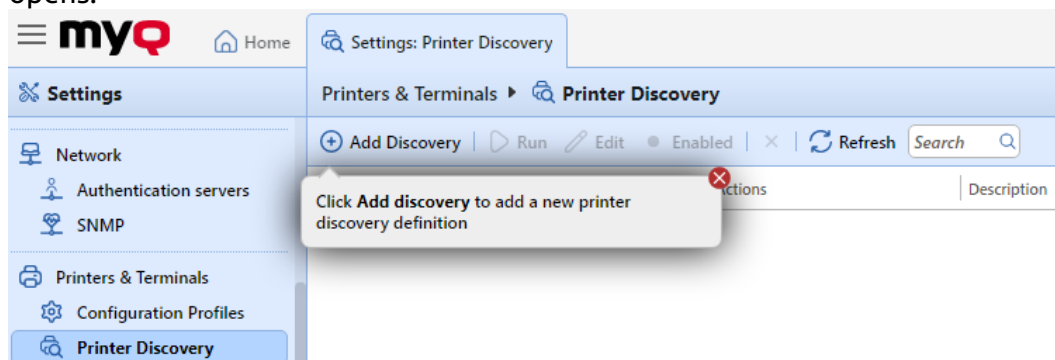 opens.
myQ
Home
Settings: Printer Discovery
Settings
Printers & Terminals
Printer Discovery
Add Discovery
Run
Edit
Enabled
Refresh
Search
Network
Authentication servers
SNMP
Click Add discovery to add a new printer
discovery definition
Actions
Description
Printers & Terminals
Configuration Profiles
Printer Discovery